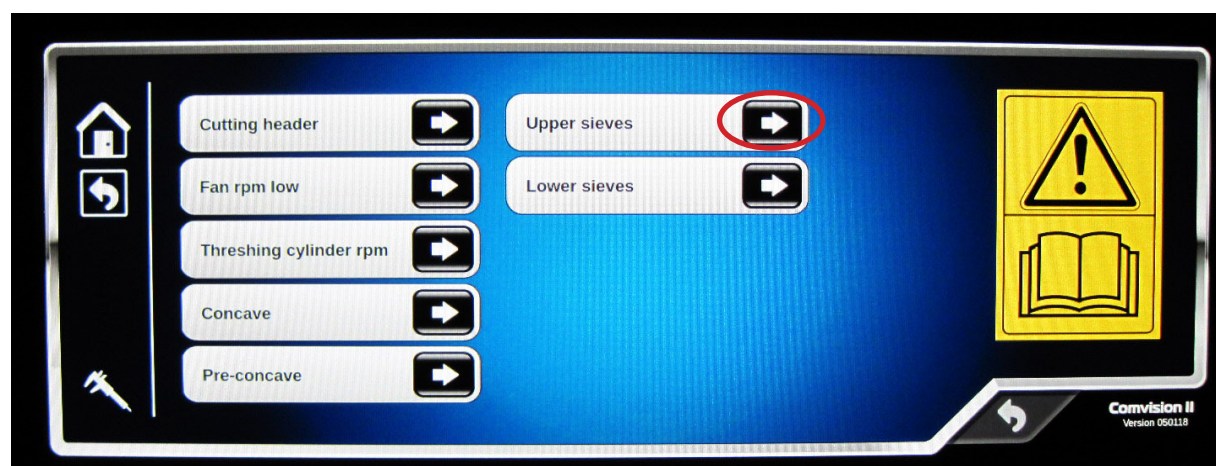 Cutting header
Fan rpm low
Threshing cylinder rpm
Concave
Pre-concave
Upper sieves
Lower sieves
Comvision II
Version 050118